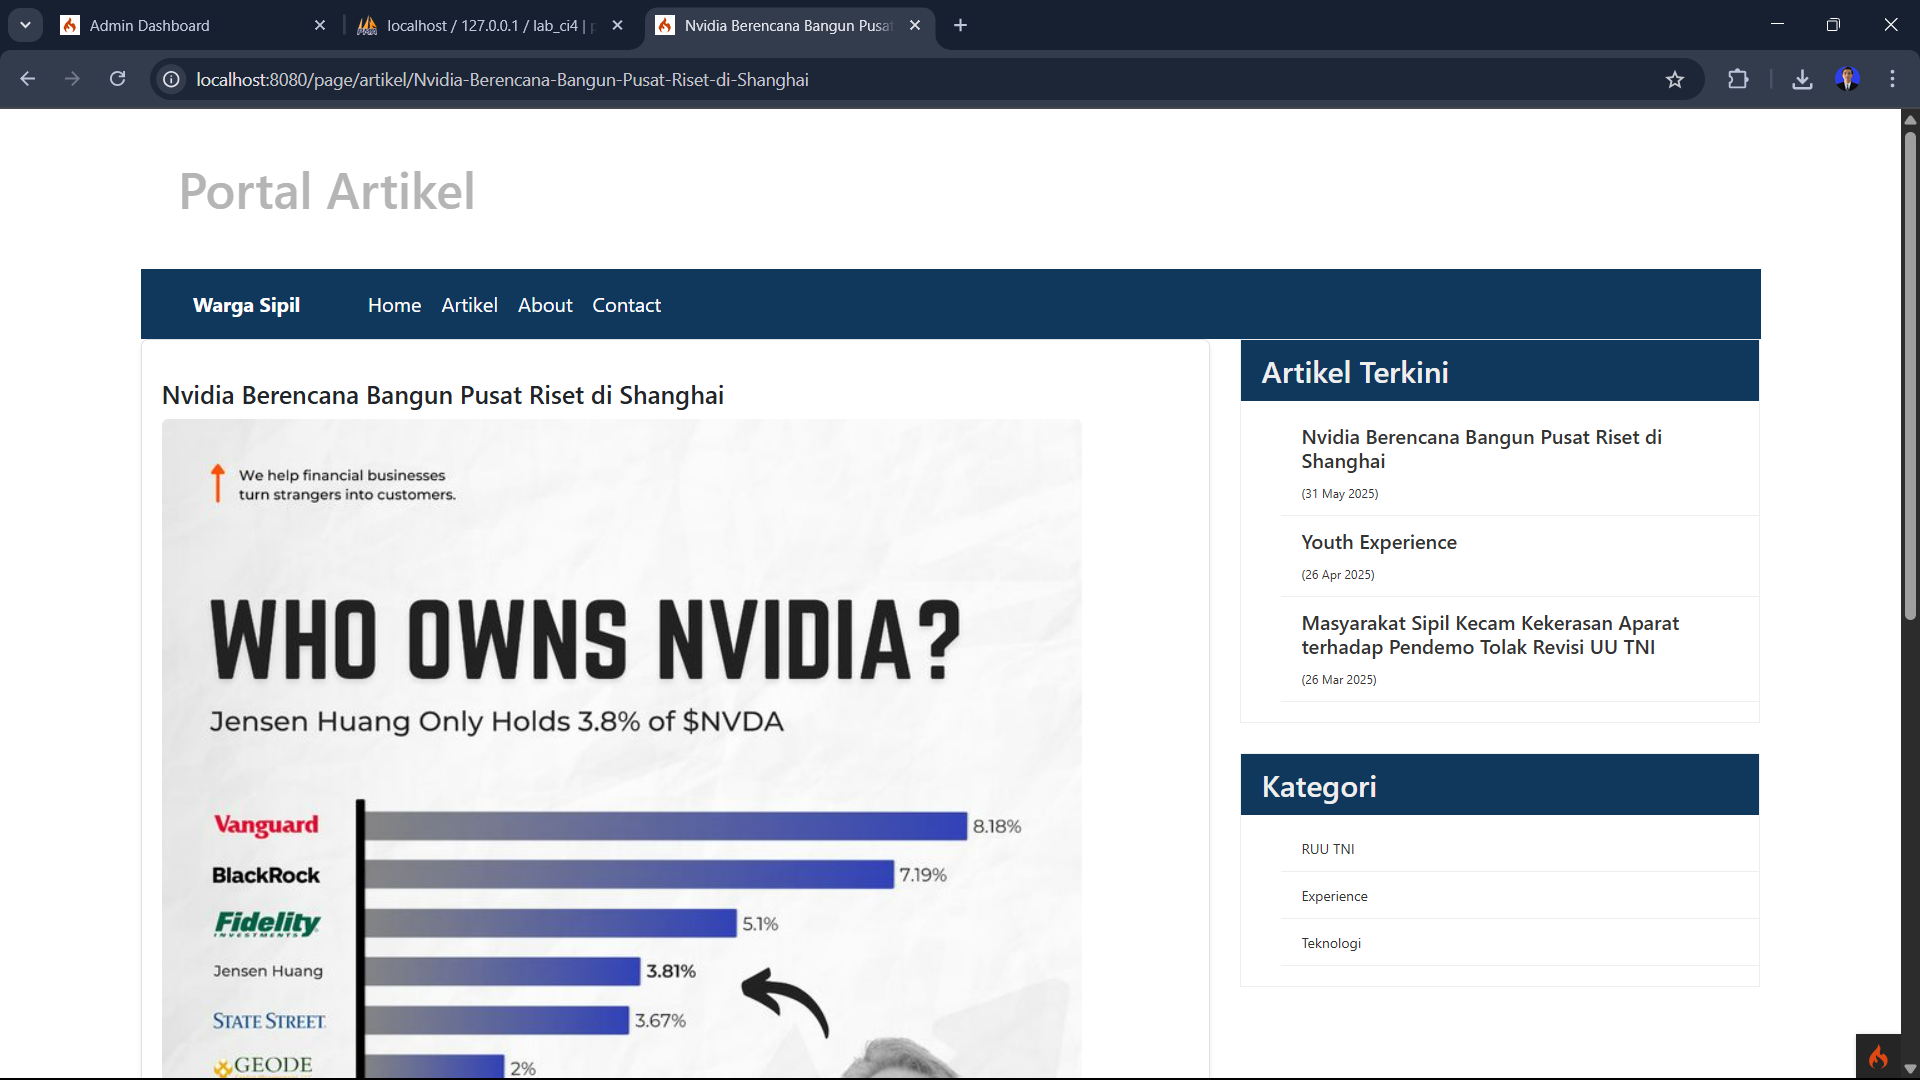 Admin Dashboard
localhost / 127.0.0.1 / lab_ci4 |
Nvidia Berencana Bangun Pusat
localhost:8080/page/artikel/Nvidia-Berencana-Bangun-Pusat-Riset-di-Shanghai
Portal Artikel
Warga Sipil
Home
Artikel
About
Contact
Nvidia Berencana Bangun Pusat Riset di Shanghai
We help financial businesses
turn strangers into customers.
WHO OWNS NVIDIA?
Jensen Huang Only Holds 3.8% of $NVDA
Vanguard
8.18%
BlackRock
7.19%
Fidelity
INVESTMENTS
5.1%
Jensen Huang
3.81%
STATE STREET
3.67%
GEODE
2%
Artikel Terkini
Nvidia Berencana Bangun Pusat Riset di
Shanghai
(31 May 2025)
Youth Experience
(26 Apr 2025)
Masyarakat Sipil Kecam Kekerasan Aparat
terhadap Pendemo Tolak Revisi UU TNI
(26 Mar 2025)
Kategori
RUU TNI
Experience
Teknologi